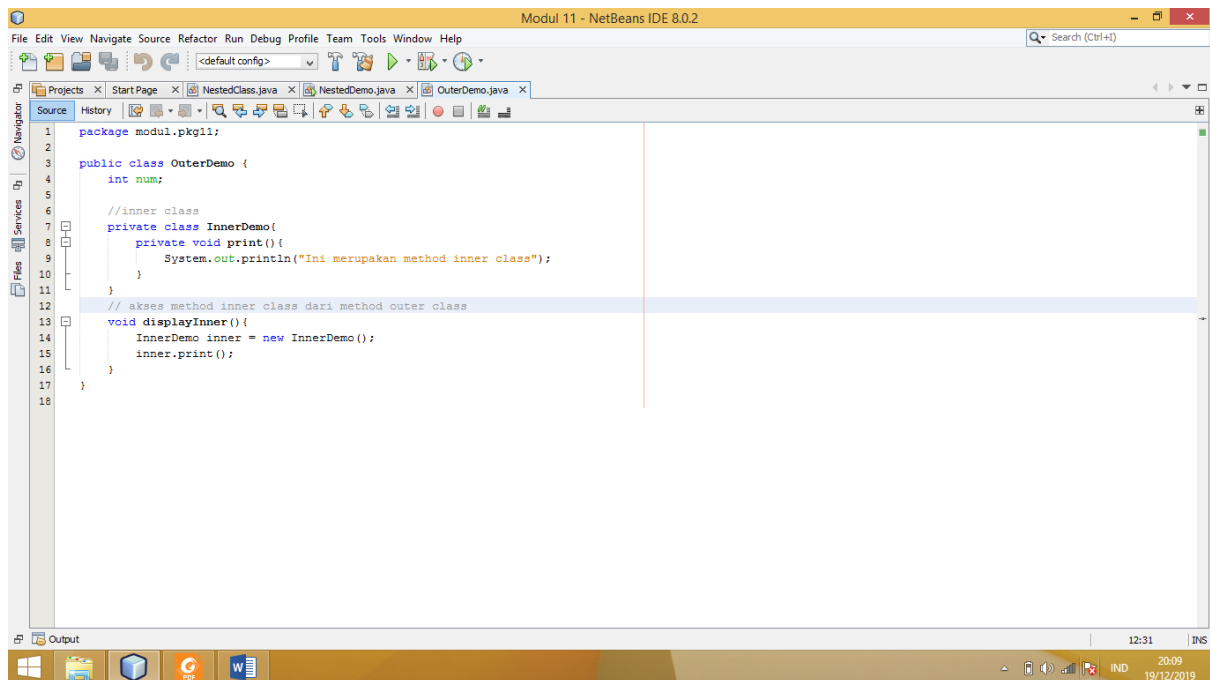 Modul 11 - NetBeans IDE 8.0.2
File Edit View Navigate Source Refactor Run Debug Profile Team Tools Window Help
Search (Ctrl+I)
<default config>
Projects Start Page NestedClass.java NestedDemo.java OuterDemo.java
Source History
Navigator
Services
Files
1 package modul.pkg11;
2
3 public class OuterDemo {
4 int num;
5
6 //inner class
7 private class InnerDemo{
8 private void print(){
9 System.out.println("Ini merupakan method inner class");
10 }
11 }
12 // akses method inner class dari method outer class
13 void displayInner(){
14 InnerDemo inner = new InnerDemo();
15 inner.print();
16 }
17 }
18
Output
12:31 INS
PDF
W
IND
20:09
19/12/2019